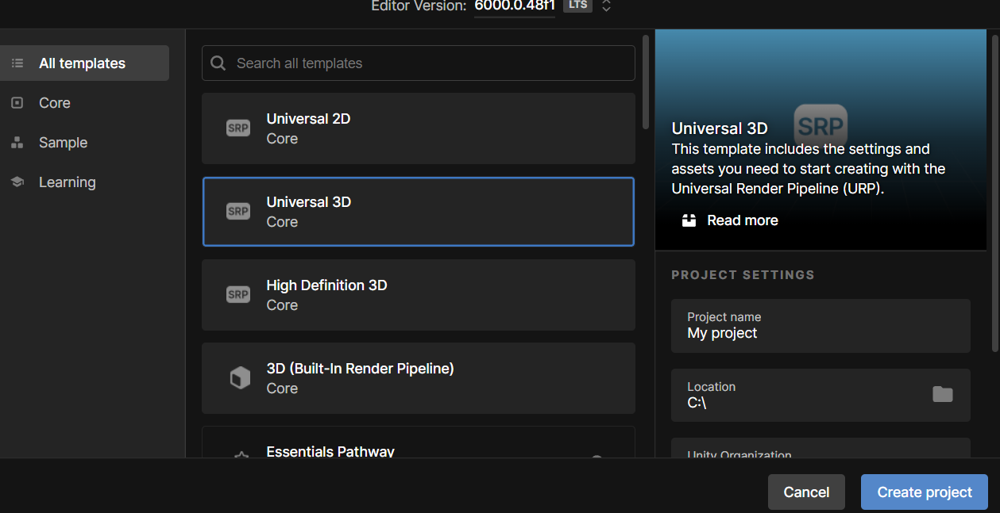 Editor Version: 6000.0.48f1 LTS
All templates
Core
Sample
Learning
Search all templates
SRP
Universal 2D
Core
SRP
Universal 3D
Core
SRP
High Definition 3D
Core
3D (Built-In Render Pipeline)
Core
Essentials Pathway
SRP
Universal 3D
This template includes the settings and
assets you need to start creating with the
Universal Render Pipeline (URP).
Read more
PROJECT SETTINGS
Project name
My project
Location
C:\
Unity Organization
Cancel
Create project